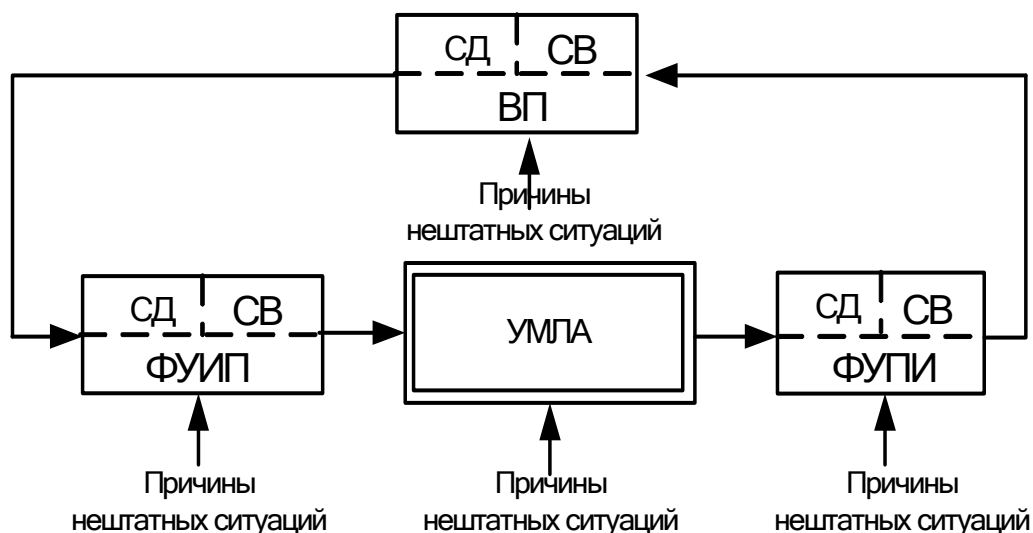 СД СВ
ВП
Причины
нештатных ситуаций
СД СВ
ФУИП
УМЛА
СД СВ
ФУПИ
Причины
нештатных ситуаций
Причины
нештатных ситуаций
Причины
нештатных ситуаций